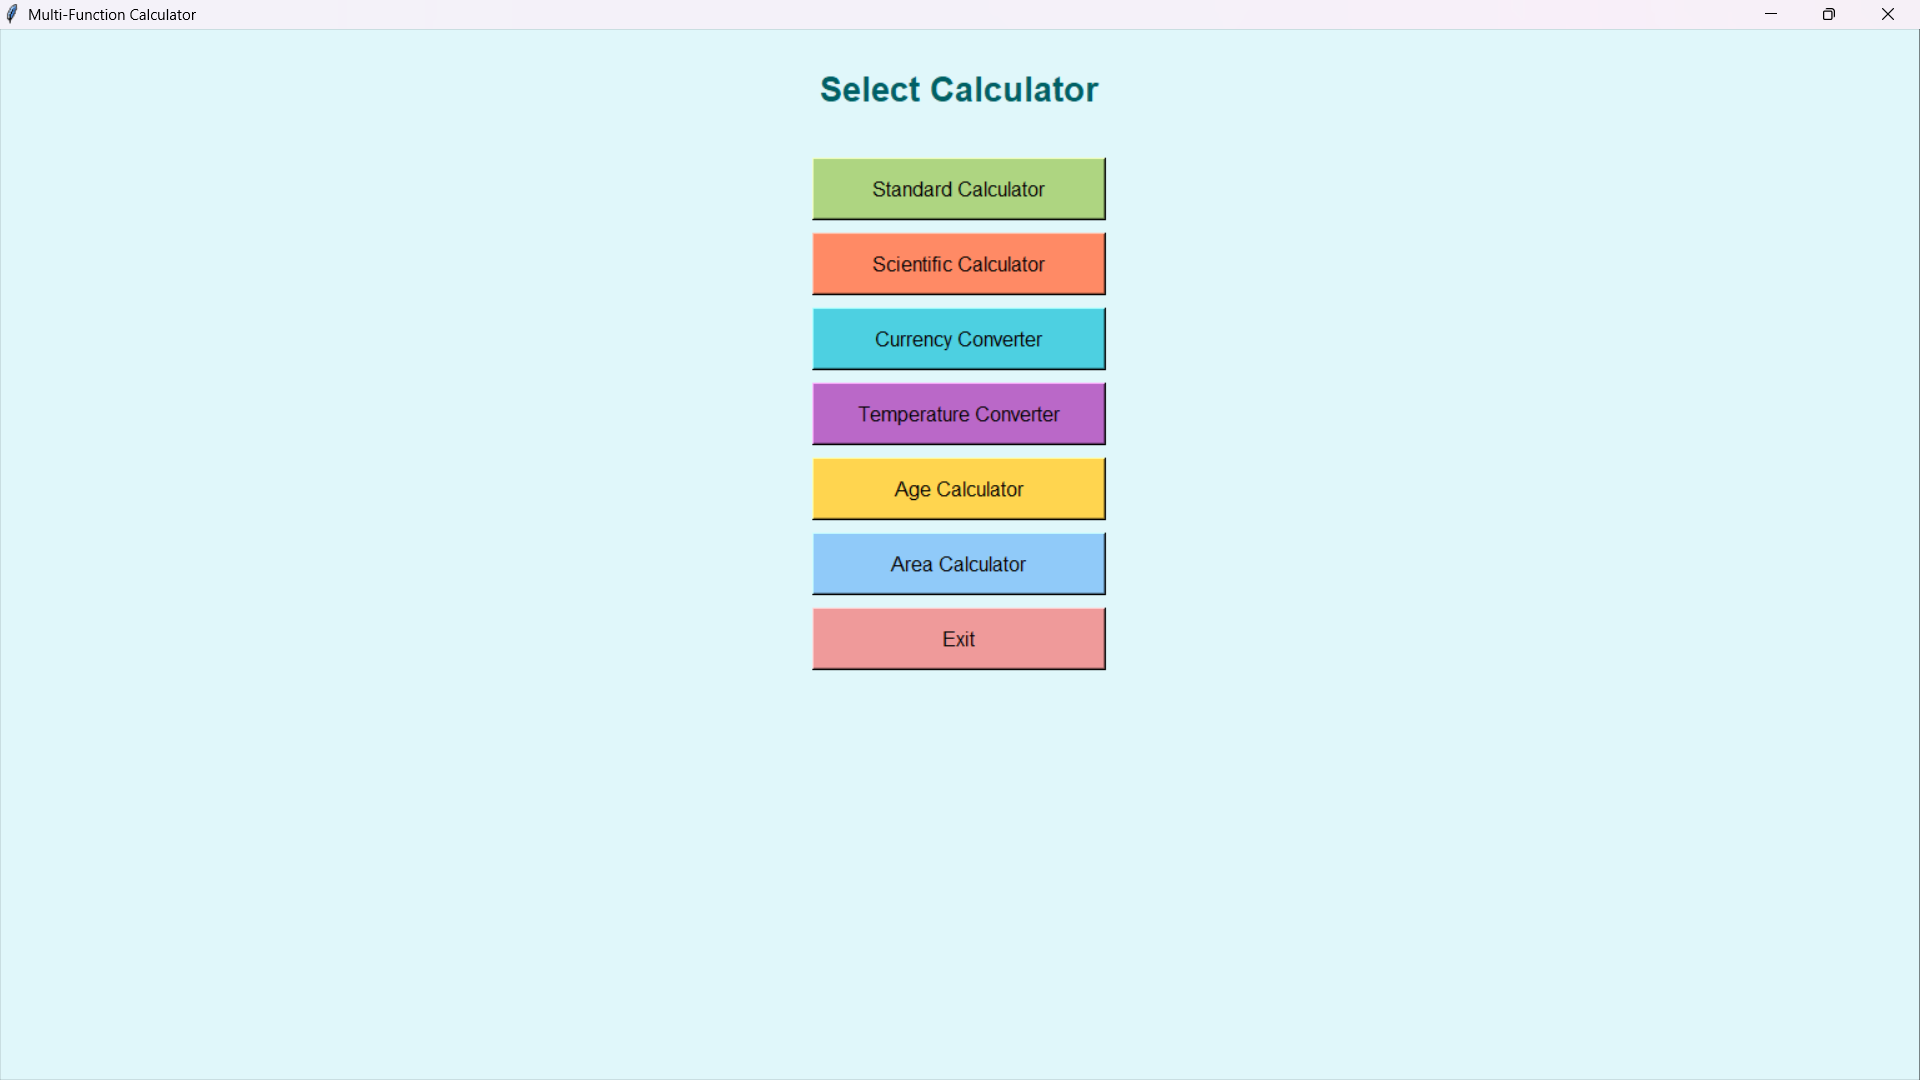 Multi-Function Calculator
Select Calculator
Standard Calculator
Scientific Calculator
Currency Converter
Temperature Converter
Age Calculator
Area Calculator
Exit